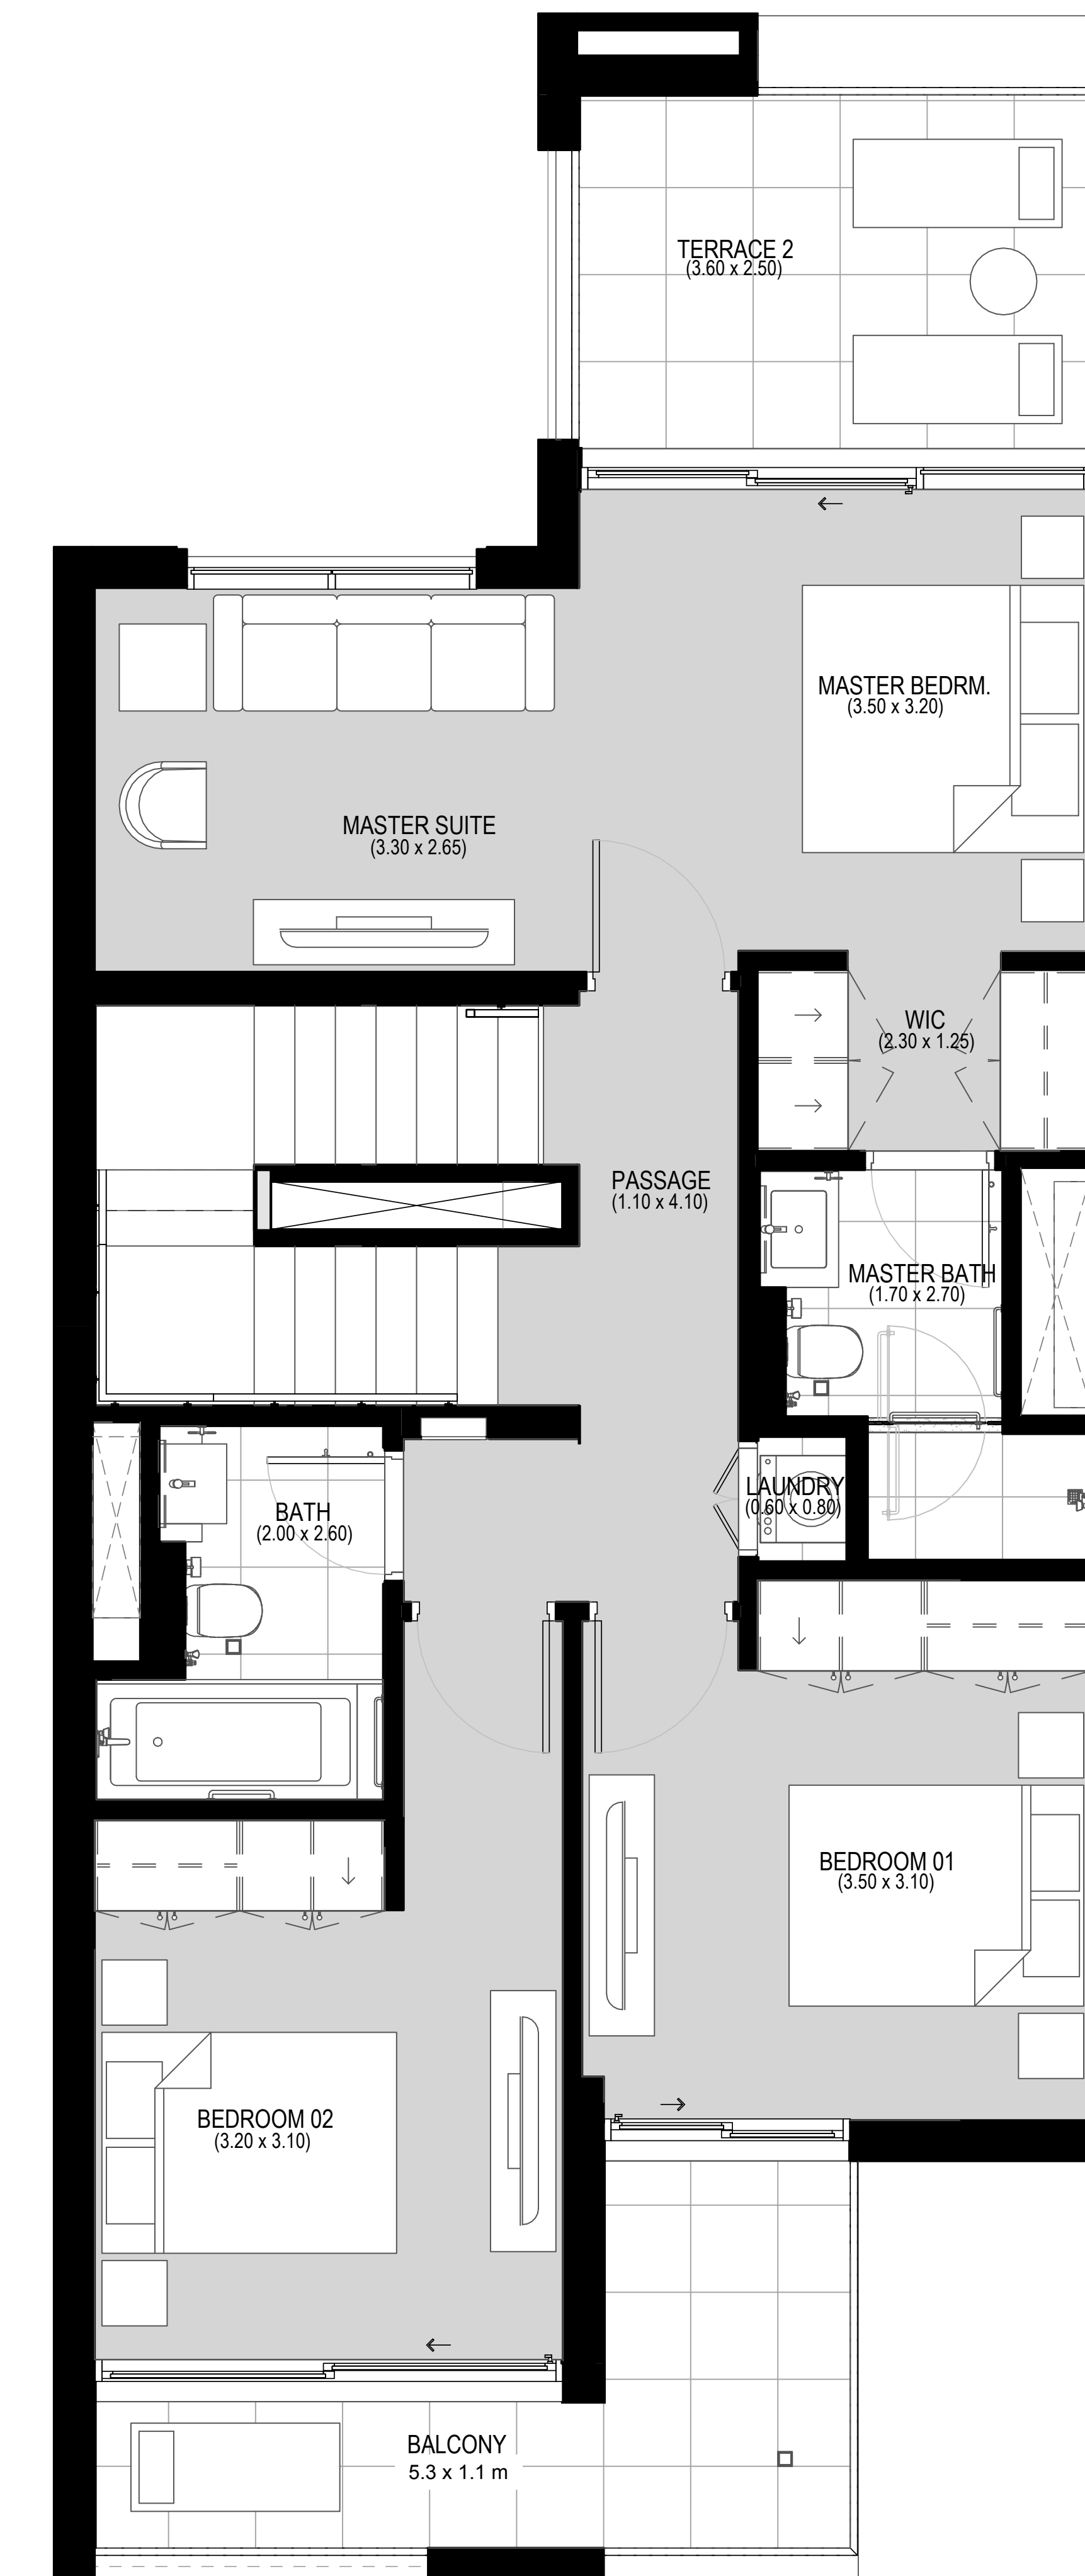 TERRACE 2
(3.60 x 2.50)
MASTER BEDRM.
(3.50 x 3.20)
MASTER SUITE
(3.30 x 2.65)
WIC
(2.30 x 1.25)
PASSAGE
(1.10 x 4.10)
MASTER BATH
(1.70 x 2.70)
LAUNDRY
(0.60 x 0.80)
BATH
(2.00 x 2.60)
BEDROOM 01
(3.50 x 3.10)
BEDROOM 02
(3.20 x 3.10)
BALCONY
5.3 x 1.1 m